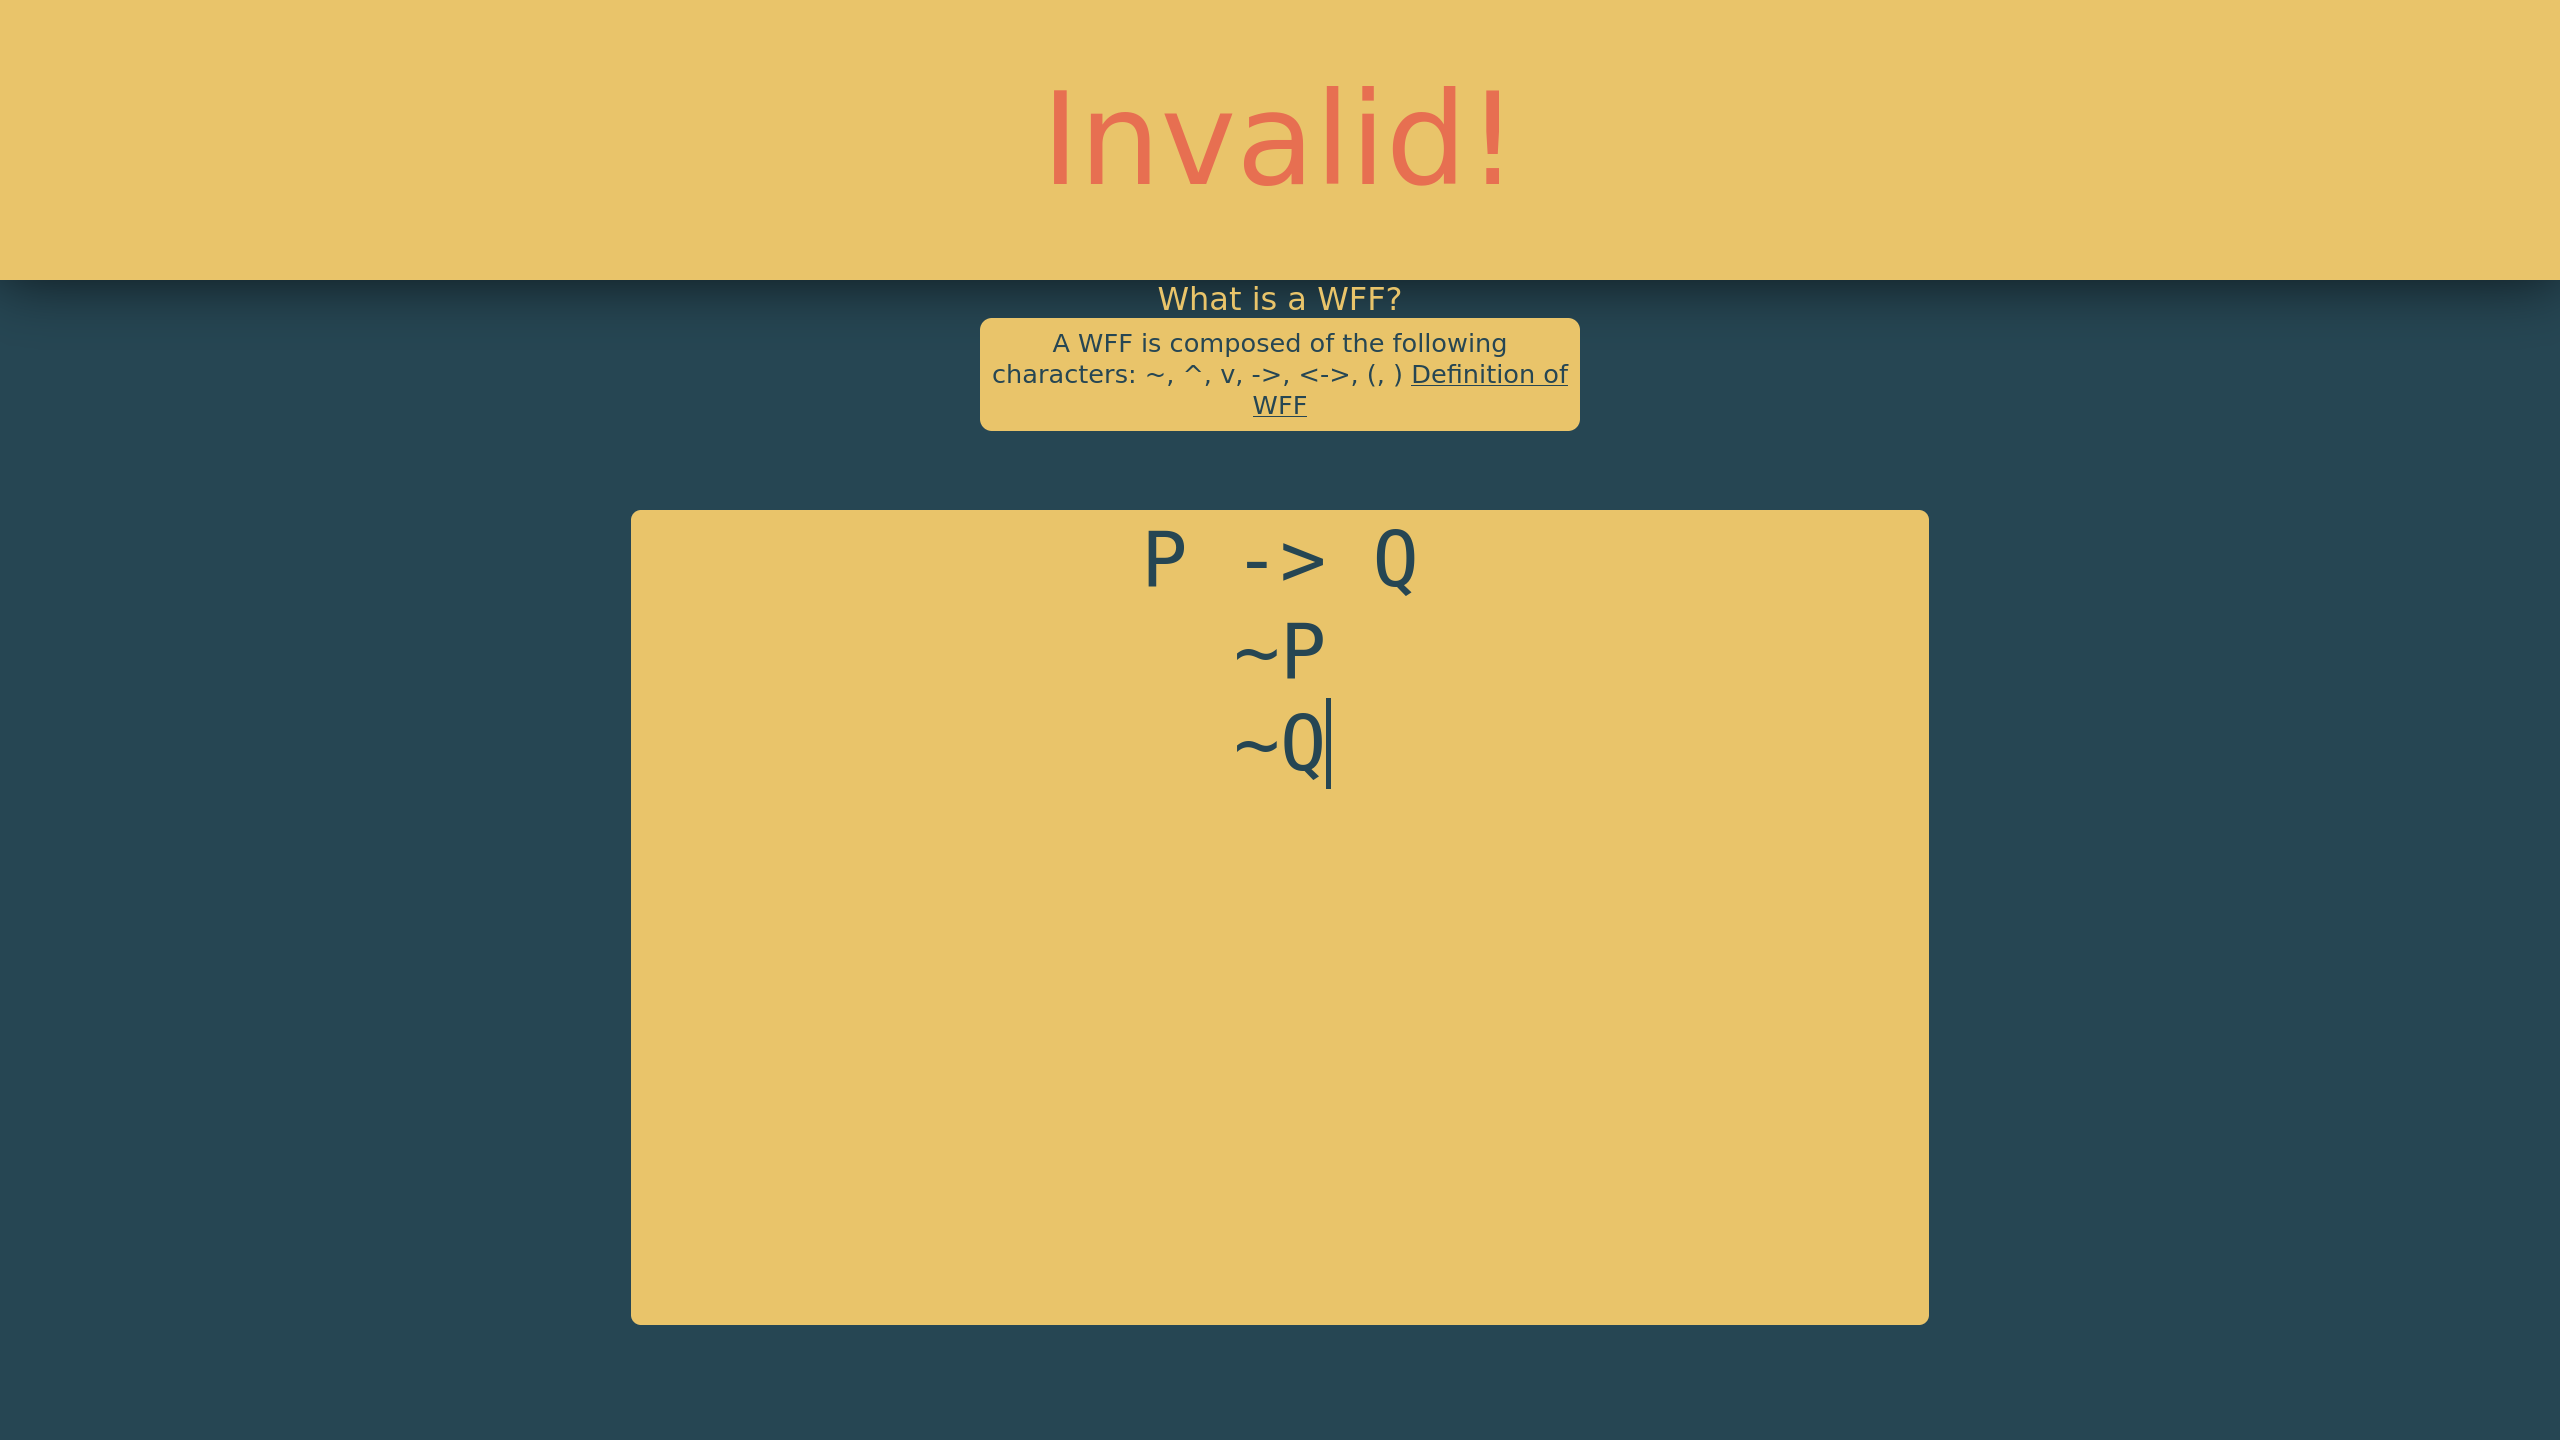 Invalid!
What is a WFF?
A WFF is composed of the following
characters: ~, ^, v, ->, <->, (, ) Definition of
WFF
P -> Q
~P
~Q